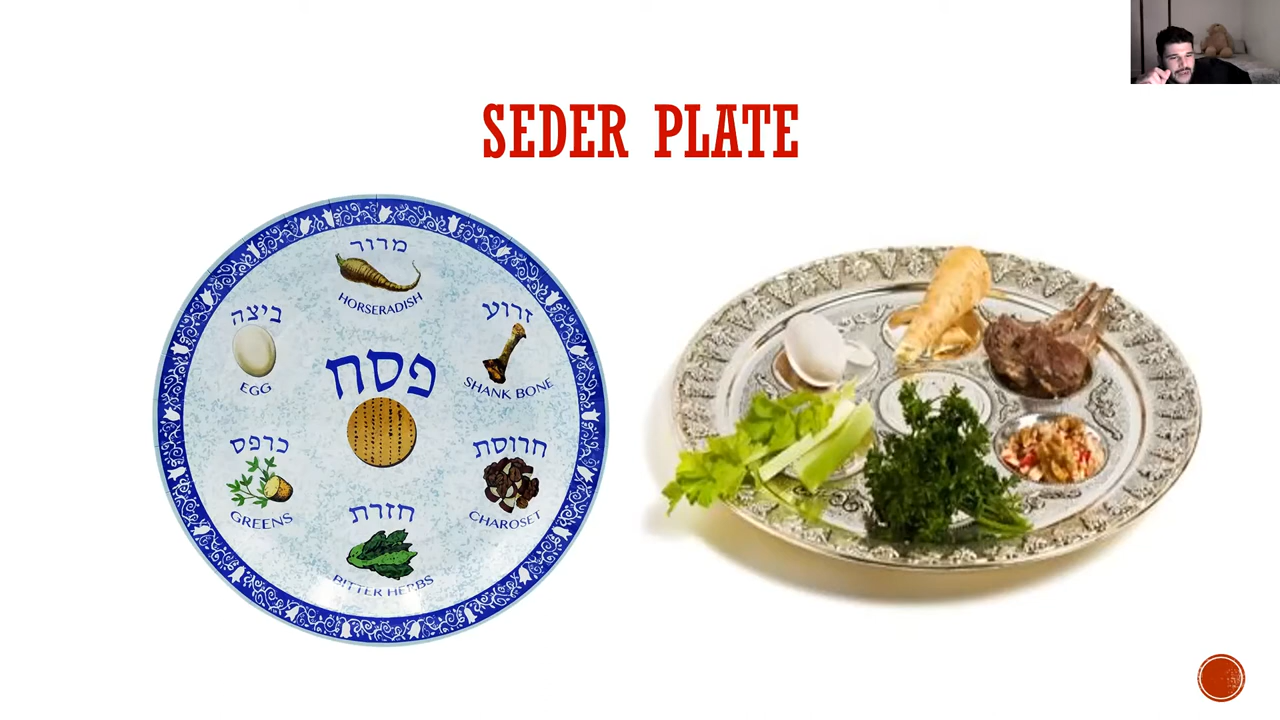 SEDER PLATE
מרור
HORSERADISH
ביצה
EGG
זרוע
SHANK BONE
פסח
כרפס
GREENS
חרוסת
CHAROSET
חזרת
BITTER HERBS